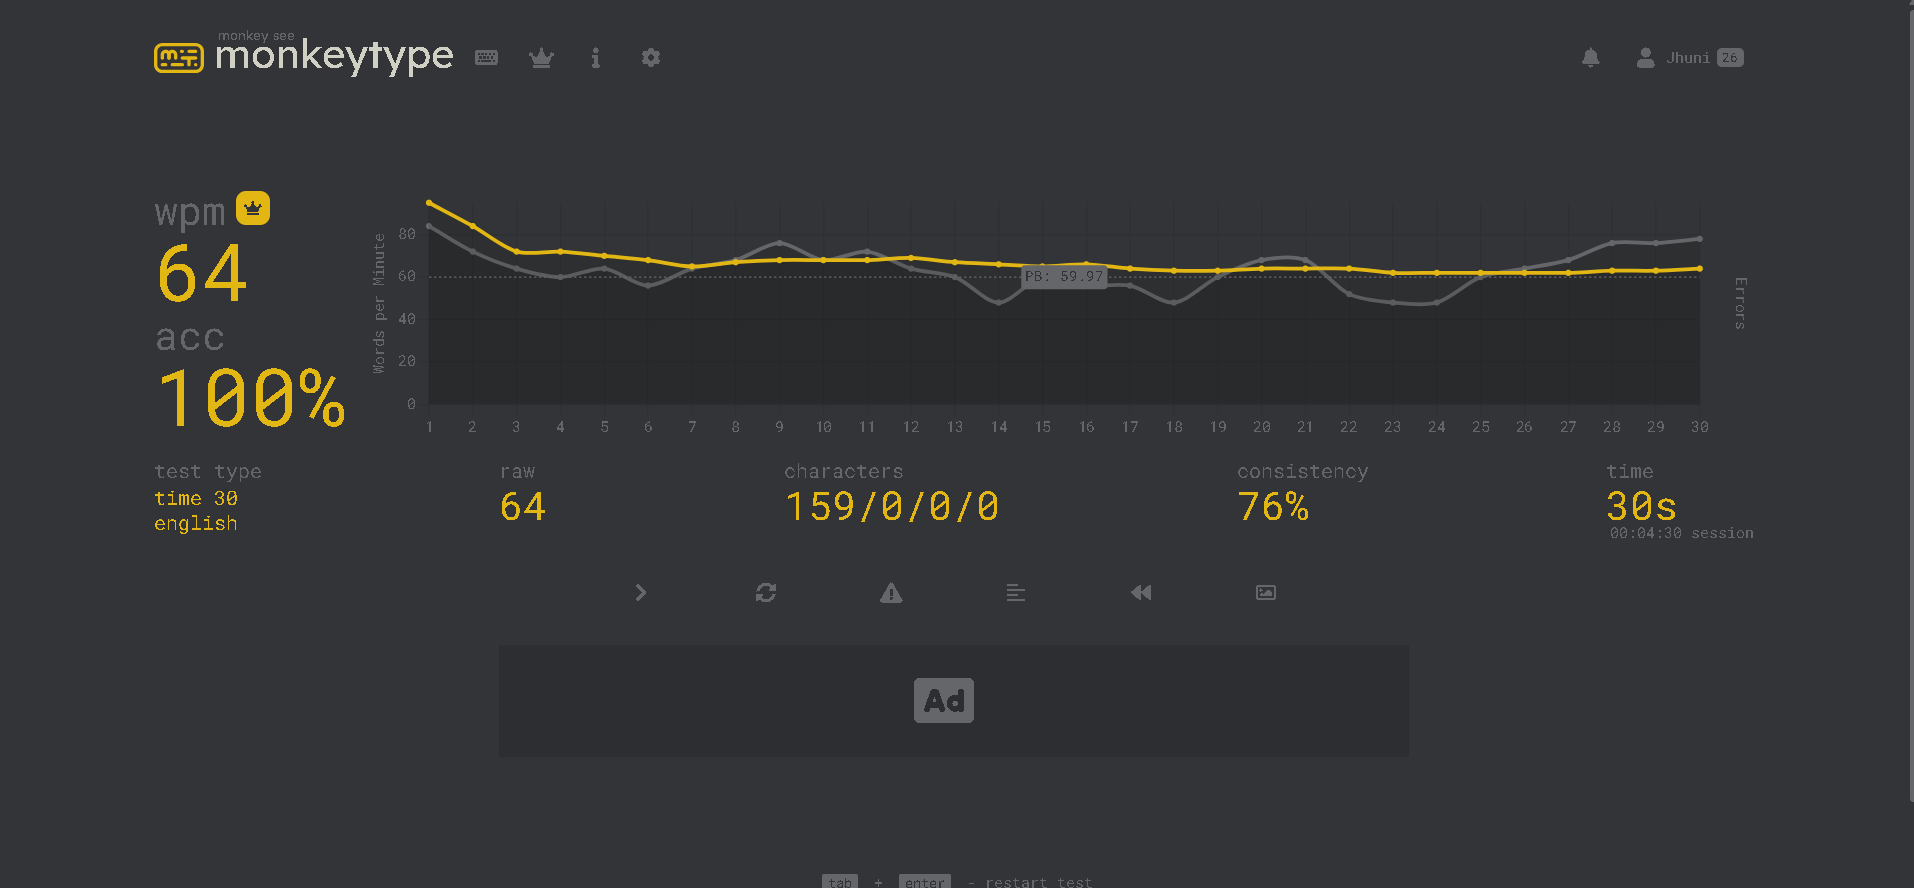 monkey see
monkeytype
Jhuni 26
wpm
64
acc
100%
Words per Minute
80
60
40
20
0
PB: 59.97
Errors
1 2 3 4 5 6 7 8 9 10 11 12 13 14 15 16 17 18 19 20 21 22 23 24 25 26 27 28 29 30
test type
time 30
english
raw
64
characters
159/0/0/0
consistency
76%
time
30s
00:04:30 session
Ad
tab + enter - restart test